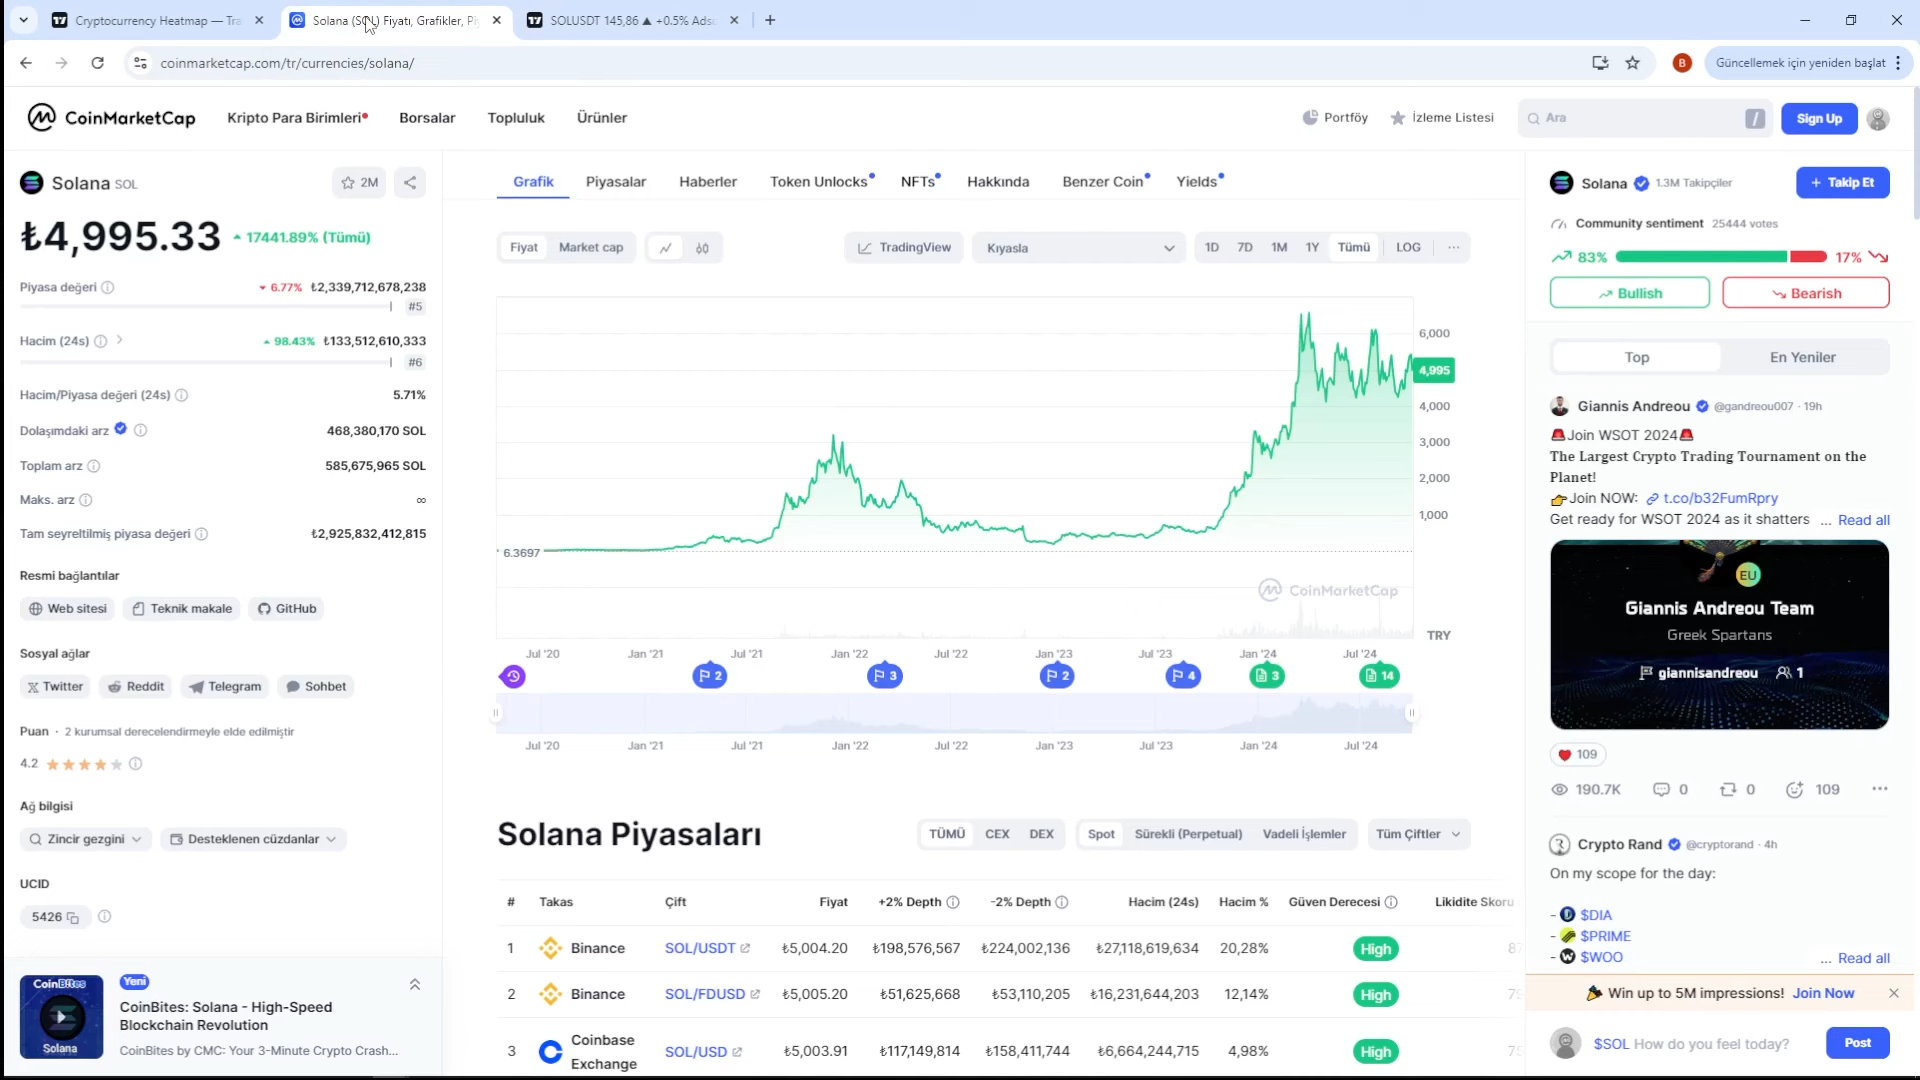 Cryptocurrency Heatmap — Tra
Solana (SOL) Fiyatı, Grafikler, Pi
SOLUSDT 145,86 ▲ +0.5% Adsı
coinmarketcap.com/tr/currencies/solana/
B
Güncellemek için yeniden başlat
CoinMarketCap
Kripto Para Birimleri
Borsalar
Topluluk
Ürünler
Portföy
İzleme Listesi
Ara
/
Sign Up
Solana SOL
2M
₺4,995.33
17441.89% (Tümü)
Piyasa değeri
6.77% ₺2,339,712,678,238
#5
Hacim (24s)
98.43% ₺133,512,610,333
#6
Hacim/Piyasa değeri (24s)
5.71%
Dolaşımdaki arz
468,380,170 SOL
Toplam arz
585,675,965 SOL
Maks. arz
∞
Tam seyreltilmiş piyasa değeri
₺2,925,832,412,815
Resmi bağlantılar
Web sitesi
Teknik makale
GitHub
Sosyal ağlar
Twitter
Reddit
Telegram
Sohbet
Puan · 2 kurumsal derecelendirmeyle elde edilmiştir
4.2
Ağ bilgisi
Zincir gezgini
Desteklenen cüzdanlar
UCID
5426
CoinBites
Solana
Yeni
CoinBites: Solana - High-Speed
Blockchain Revolution
CoinBites by CMC: Your 3-Minute Crypto Crash...
Grafik
Piyasalar
Haberler
Token Unlocks
NFTs
Hakkında
Benzer Coin
Yields
Fiyat
Market cap
TradingView
Kıyasla
1D
7D
1M
1Y
Tümü
LOG
6,000
4,995
4,000
3,000
2,000
1,000
6.3697
CoinMarketCap
TRY
Jul '20
Jan '21
Jul '21
Jan '22
Jul '22
Jan '23
Jul '23
Jan '24
Jul '24
2
3
2
4
3
14
Jul '20
Jan '21
Jul '21
Jan '22
Jul '22
Jan '23
Jul '23
Jan '24
Jul '24
Solana Piyasaları
TÜMÜ
CEX
DEX
Spot
Sürekli (Perpetual)
Vadeli İşlemler
Tüm Çiftler
# Takas Çift Fiyat +2% Depth -2% Depth Hacim (24s) Hacim % Güven Derecesi Likidite Skoru
1 Binance SOL/USDT ₺5,004.20 ₺198,576,567 ₺224,002,136 ₺27,118,619,634 20,28% High
2 Binance SOL/FDUSD ₺5,005.20 ₺51,625,668 ₺53,110,205 ₺16,231,644,203 12,14% High
3 Coinbase Exchange SOL/USD ₺5,003.91 ₺117,149,814 ₺158,411,744 ₺6,664,244,715 4,98% High
Solana
1.3M Takipçiler
+ Takip Et
Community sentiment 25444 votes
83%
17%
Bullish
Bearish
Top
En Yeniler
Giannis Andreou @gandreou007 · 19h
🚨Join WSOT 2024🚨
The Largest Crypto Trading Tournament on the
Planet!
👉Join NOW: t.co/b32FumRpry
Get ready for WSOT 2024 as it shatters ... Read all
EU
Giannis Andreou Team
Greek Spartans
giannisandreou
1
109
190.7K
0
0
109
Crypto Rand @cryptorand · 4h
On my scope for the day:
- $DIA
- $PRIME
- $WOO
... Read all
Win up to 5M impressions! Join Now
$SOL How do you feel today?
Post